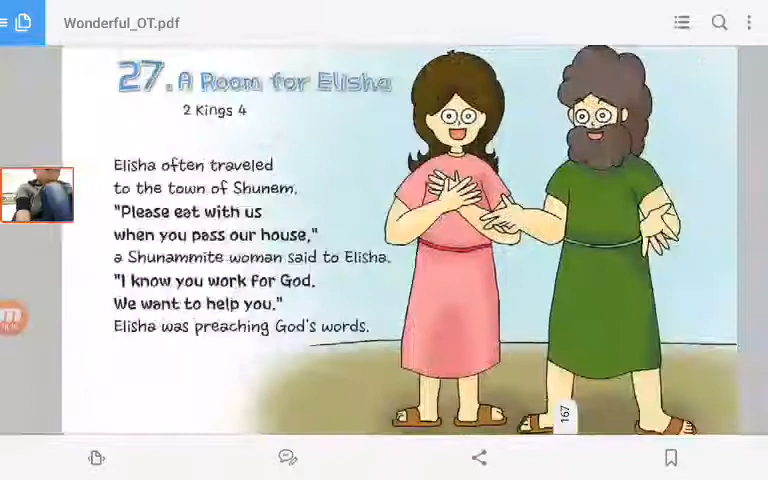 Wonderful_OT.pdf
27. A Room for Elisha
2 Kings 4
Elisha often traveled
to the town of Shunem.
"Please eat with us
when you pass our house,"
a Shunammite woman said to Elisha.
"I know you work for God.
We want to help you."
Elisha was preaching God's words.
167